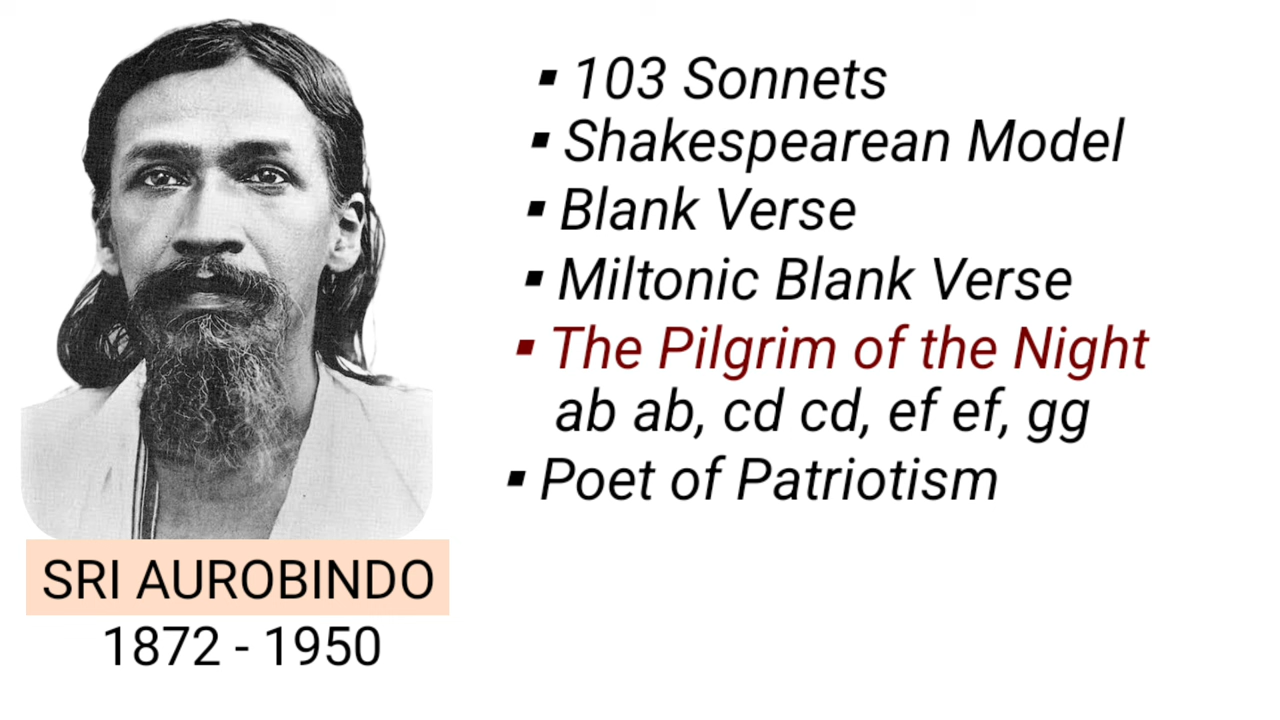 ▪ 103 Sonnets
▪ Shakespearean Model
▪ Blank Verse
▪ Miltonic Blank Verse
▪ The Pilgrim of the Night
ab ab, cd cd, ef ef, gg
▪ Poet of Patriotism
SRI AUROBINDO
1872 - 1950